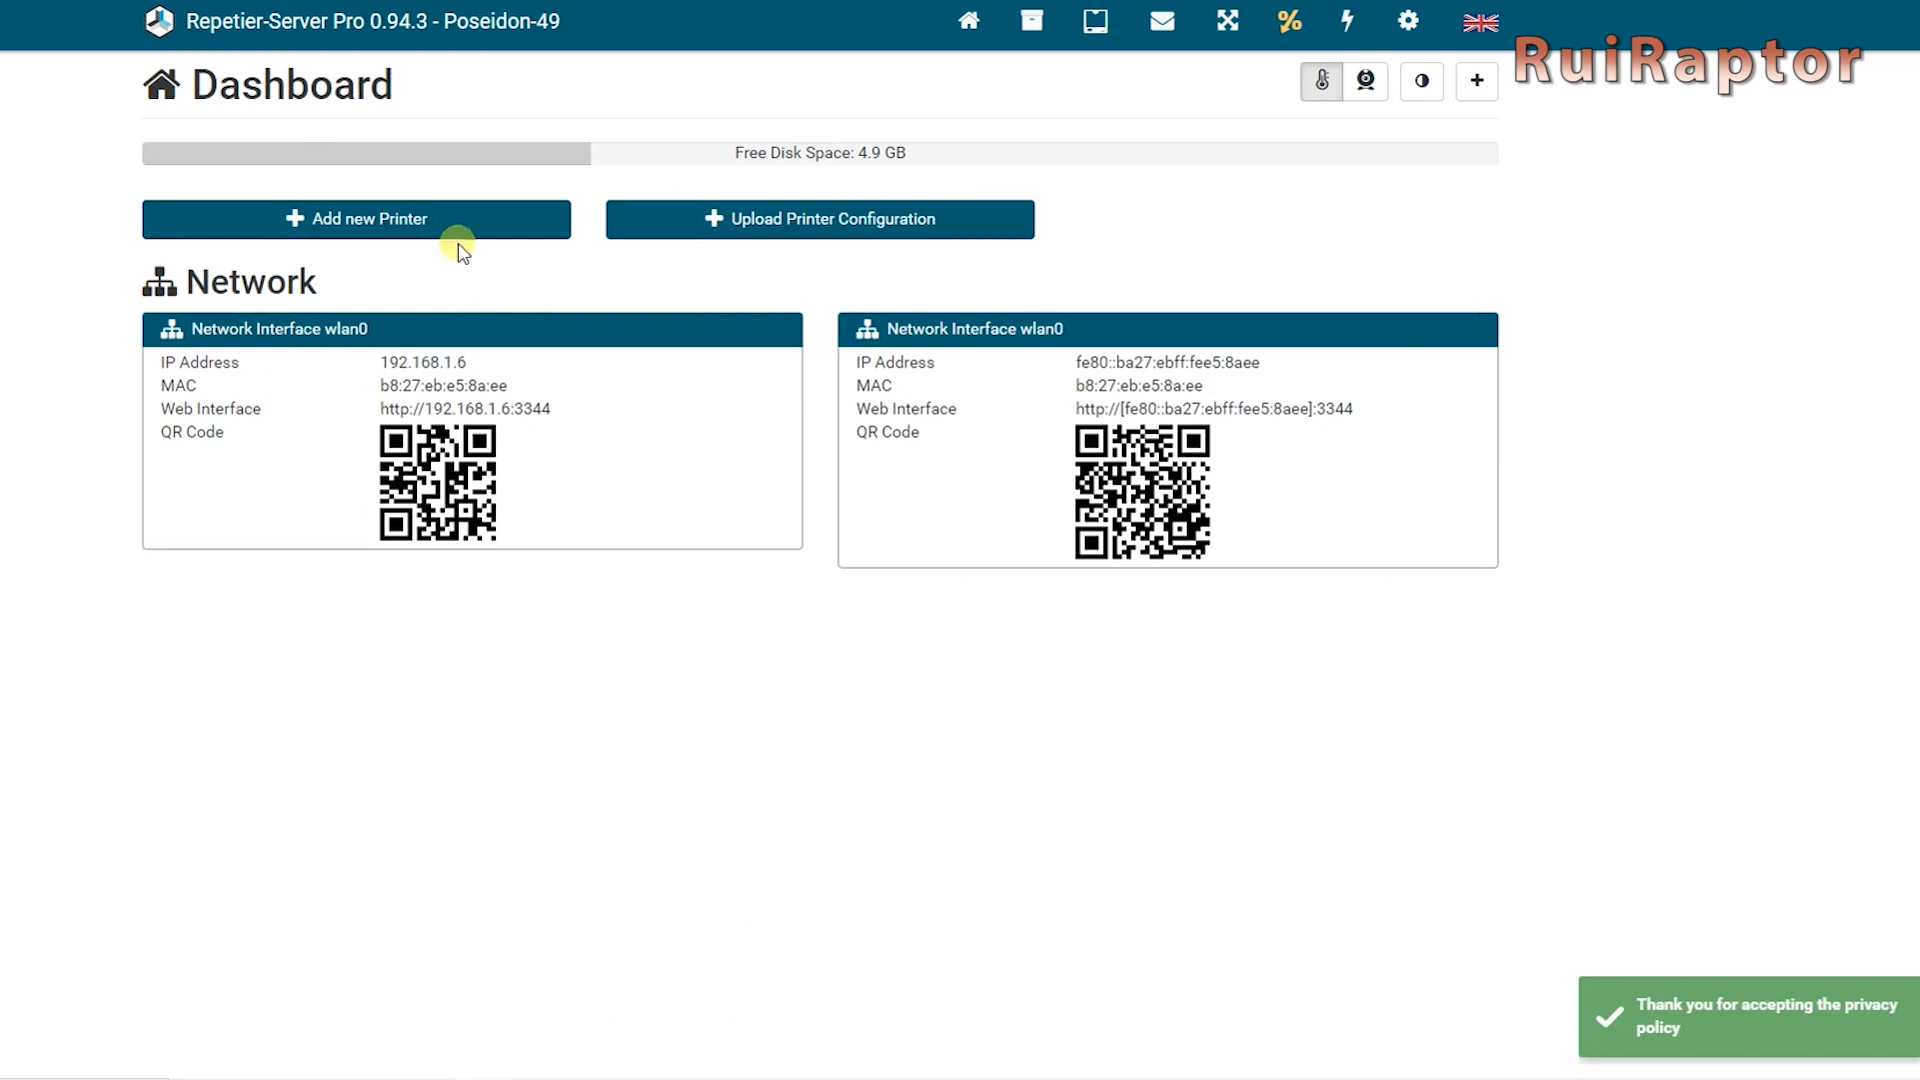 Repetier-Server Pro 0.94.3 - Poseidon-49
RuiRaptor
Dashboard
Free Disk Space: 4.9 GB
Add new Printer
Upload Printer Configuration
Network
Network Interface wlan0
IP Address 192.168.1.6
MAC b8:27:eb:e5:8a:ee
Web Interface http://192.168.1.6:3344
QR Code
Network Interface wlan0
IP Address fe80::ba27:ebff:fee5:8aee
MAC b8:27:eb:e5:8a:ee
Web Interface http://[fe80::ba27:ebff:fee5:8aee]:3344
QR Code
Thank you for accepting the privacy
policy